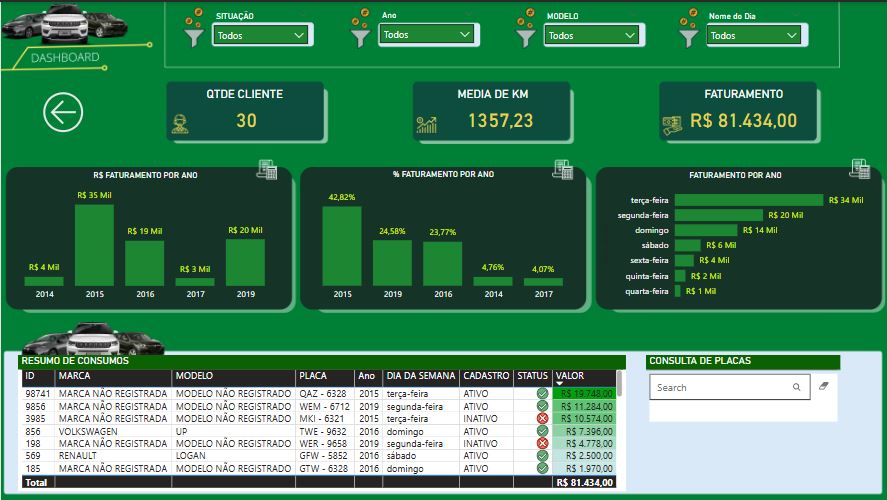 SITUAÇÃO
Todos
Ano
Todos
MODELO
Todos
Nome do Dia
Todos
DASHBOARD
QTDE CLIENTE
30
MEDIA DE KM
1357,23
FATURAMENTO
R$ 81.434,00
R$ FATURAMENTO POR ANO
R$ 4 Mil
R$ 35 Mil
R$ 19 Mil
R$ 3 Mil
R$ 20 Mil
2014 2015 2016 2017 2019
% FATURAMENTO POR ANO
42,82%
24,58%
23,77%
4,76%
4,07%
2015 2019 2016 2014 2017
FATURAMENTO POR ANO
terça-feira R$ 34 Mil
segunda-feira R$ 20 Mil
domingo R$ 14 Mil
sábado R$ 6 Mil
sexta-feira R$ 4 Mil
quinta-feira R$ 2 Mil
quarta-feira R$ 1 Mil
RESUMO DE CONSUMOS
ID MARCA MODELO PLACA Ano DIA DA SEMANA CADASTRO STATUS VALOR
98741 MARCA NÃO REGISTRADA MODELO NÃO REGISTRADO QAZ - 6328 2015 terça-feira ATIVO R$ 19.748,00
9856 MARCA NÃO REGISTRADA MODELO NÃO REGISTRADO WEM - 6712 2019 segunda-feira ATIVO R$ 11.284,00
3985 MARCA NÃO REGISTRADA MODELO NÃO REGISTRADO MKI - 6321 2015 terça-feira INATIVO R$ 10.574,00
856 VOLKSWAGEN UP TWE - 9632 2016 domingo ATIVO R$ 7.396,00
198 MARCA NÃO REGISTRADA MODELO NÃO REGISTRADO WER - 9658 2019 segunda-feira INATIVO R$ 4.778,00
569 RENAULT LOGAN GFW - 5852 2016 sábado ATIVO R$ 2.500,00
185 MARCA NÃO REGISTRADA MODELO NÃO REGISTRADO GTW - 6328 2016 domingo ATIVO R$ 1.970,00
Total R$ 81.434,00
CONSULTA DE PLACAS
Search